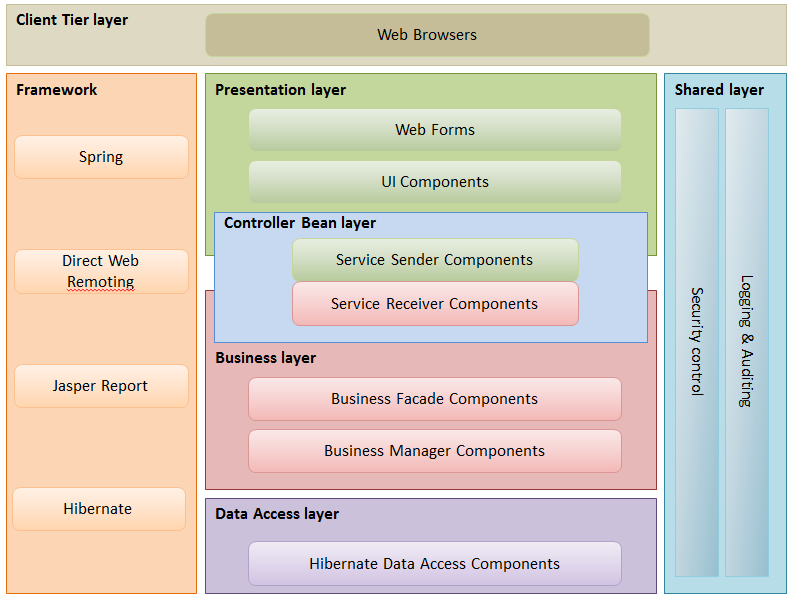 Client Tier layer
Web Browsers
Framework
Spring
Direct Web
Remoting
Jasper Report
Hibernate
Presentation layer
Web Forms
UI Components
Controller Bean layer
Service Sender Components
Service Receiver Components
Business layer
Business Facade Components
Business Manager Components
Data Access layer
Hibernate Data Access Components
Shared layer
Security control
Logging & Auditing